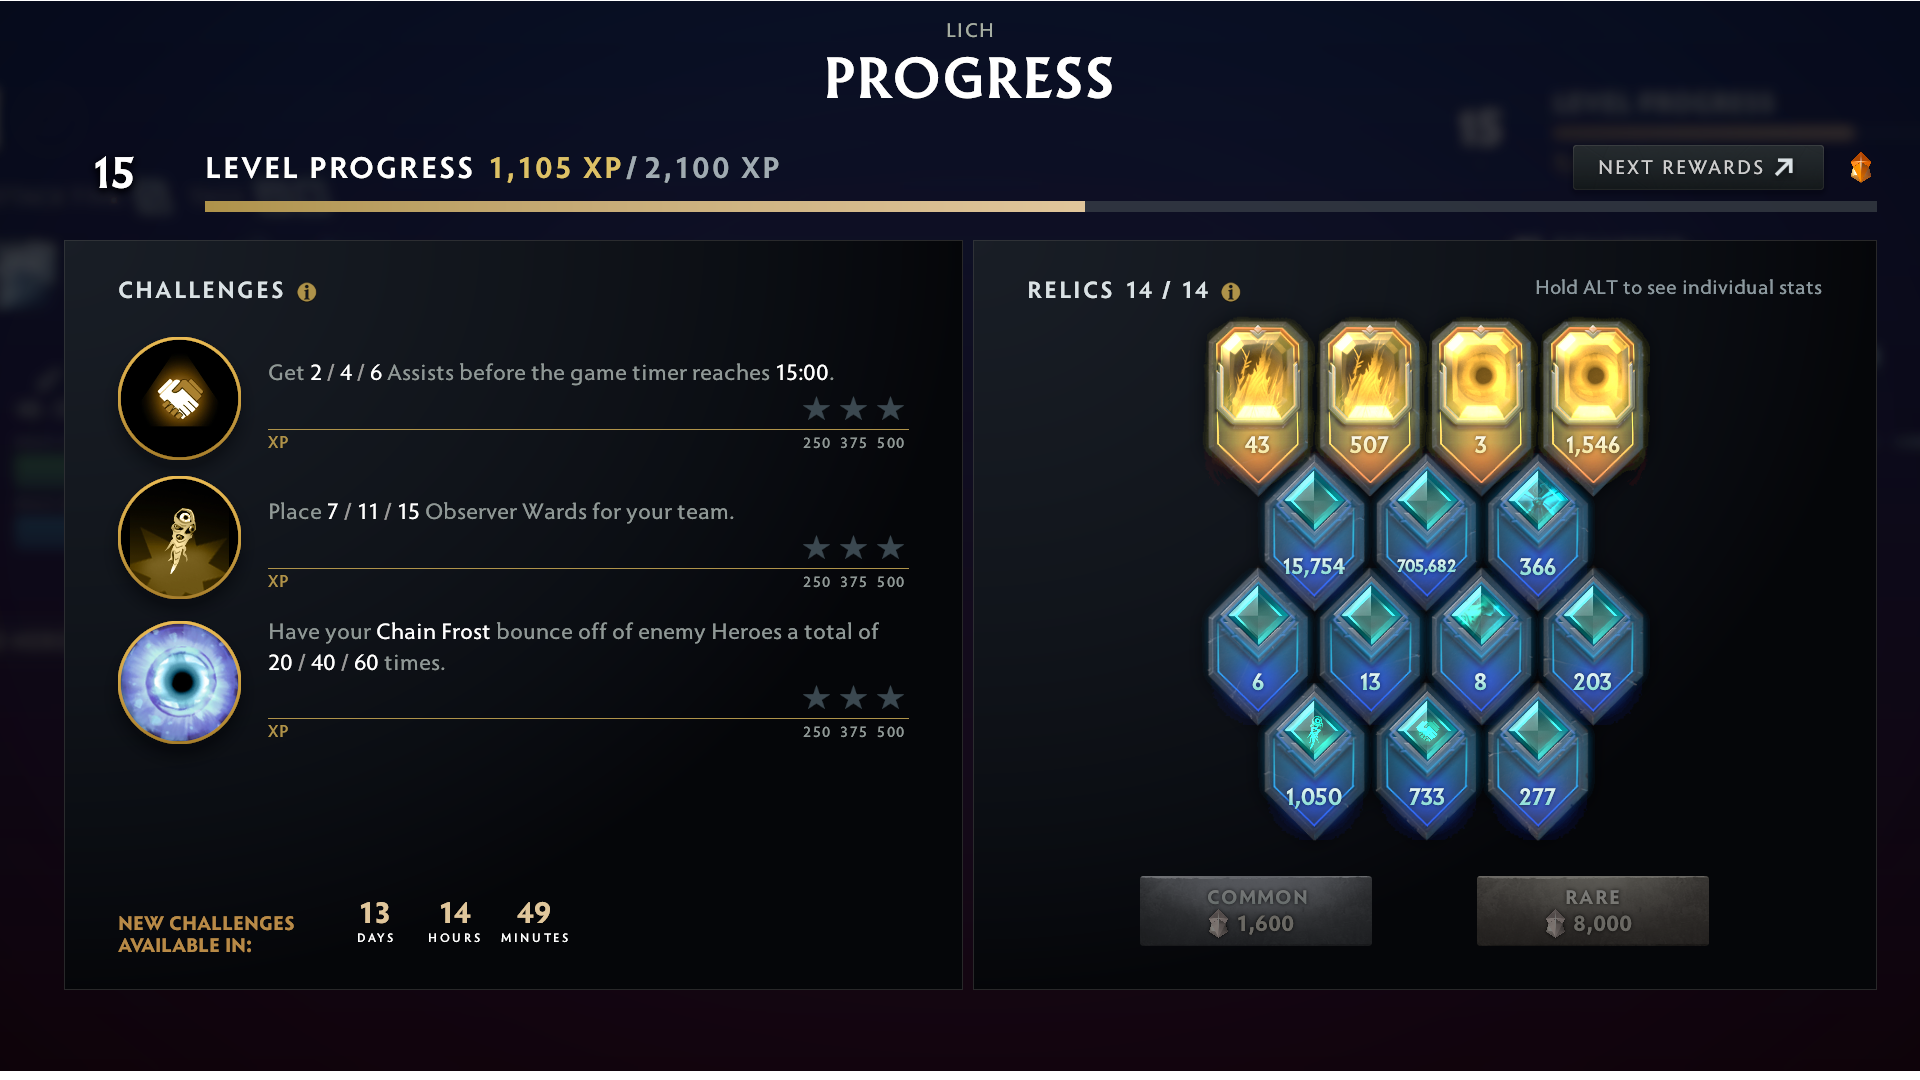 LICH
PROGRESS
15
LEVEL PROGRESS 1,105 XP/2,100 XP
NEXT REWARDS
CHALLENGES
Get 2 / 4 / 6 Assists before the game timer reaches 15:00.
XP
250 375 500
Place 7 / 11 / 15 Observer Wards for your team.
XP
250 375 500
Have your Chain Frost bounce off of enemy Heroes a total of
20 / 40 / 60 times.
XP
250 375 500
NEW CHALLENGES
AVAILABLE IN:
13 14 49
DAYS HOURS MINUTES
RELICS 14 / 14
Hold ALT to see individual stats
43 507 3 1,546
15,754 705,682 366
6 13 8 203
1,050 733 277
COMMON
1,600
RARE
8,000